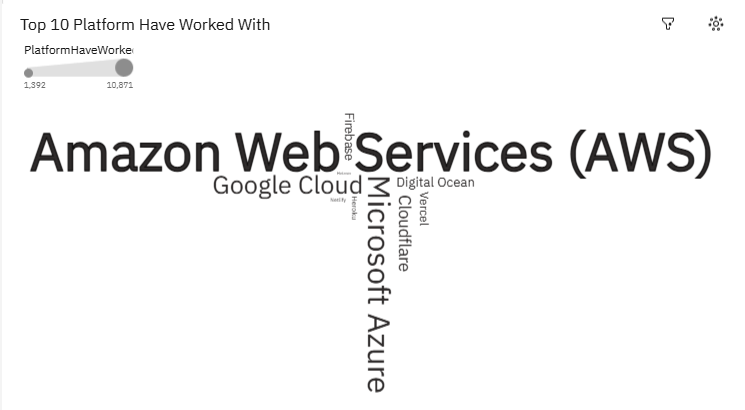 Top 10 Platform Have Worked With
PlatformHaveWorke
1,392
10,871
Firebase
Amazon Web Services (AWS)
Google Cloud
Microsoft Azure
Digital Ocean
Cloudflare
Vercel
Heroku
Netlify